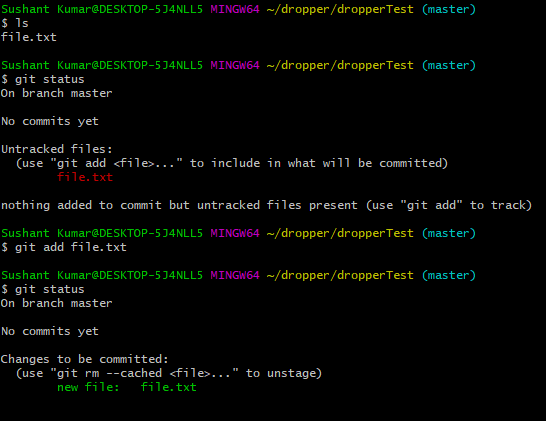 Sushant Kumar@DESKTOP-5J4NLL5 MINGW64 ~/dropper/dropperTest (master)
$ ls
file.txt
Sushant Kumar@DESKTOP-5J4NLL5 MINGW64 ~/dropper/dropperTest (master)
$ git status
On branch master
No commits yet
Untracked files:
(use "git add <file>..." to include in what will be committed)
file.txt
nothing added to commit but untracked files present (use "git add" to track)
Sushant Kumar@DESKTOP-5J4NLL5 MINGW64 ~/dropper/dropperTest (master)
$ git add file.txt
Sushant Kumar@DESKTOP-5J4NLL5 MINGW64 ~/dropper/dropperTest (master)
$ git status
On branch master
No commits yet
Changes to be committed:
(use "git rm --cached <file>..." to unstage)
new file:   file.txt